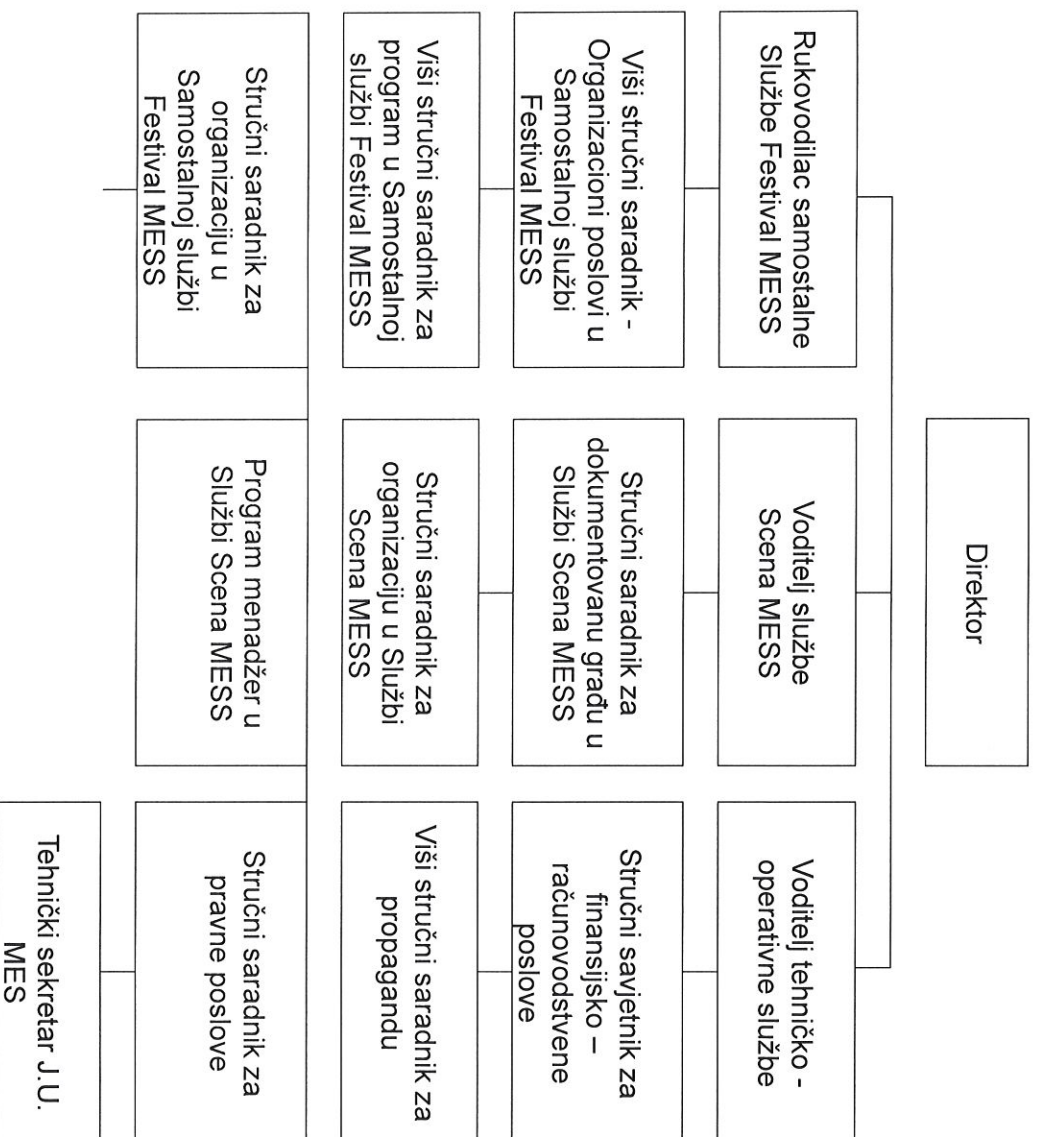 Direktor
Rukovodilac samostalne
Službe Festival MESS
Voditelj službe
Scena MESS
Voditelj tehničko -
operativne službe
Viši stručni saradnik -
Organizacioni poslovi u
Samostalnoj službi
Festival MESS
Stručni saradnik za
dokumentovanu građu u
Službi Scena MESS
Stručni savjetnik za
finansijsko –
računovodstvene
poslove
Viši stručni saradnik za
program u Samostalnoj
službi Festival MESS
Stručni saradnik za
organizaciju u Službi
Scena MESS
Viši stručni saradnik za
propagandu
Stručni saradnik za
organizaciju u
Samostalnoj službi
Festival MESS
Program menadžer u
Službi Scena MESS
Stručni saradnik za
pravne poslove
Tehnički sekretar J.U.
MES